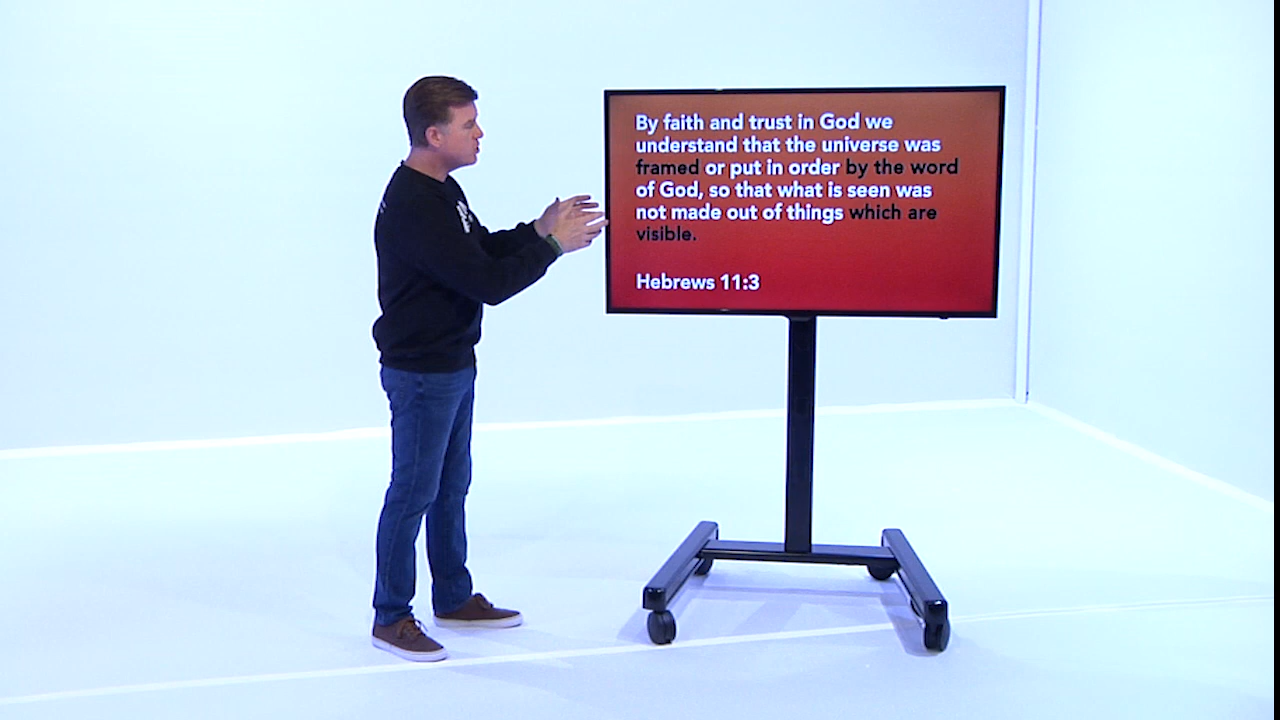 By faith and trust in God we
understand that the universe was
framed or put in order by the word
of God, so that what is seen was
not made out of things which are
visible.
Hebrews 11:3